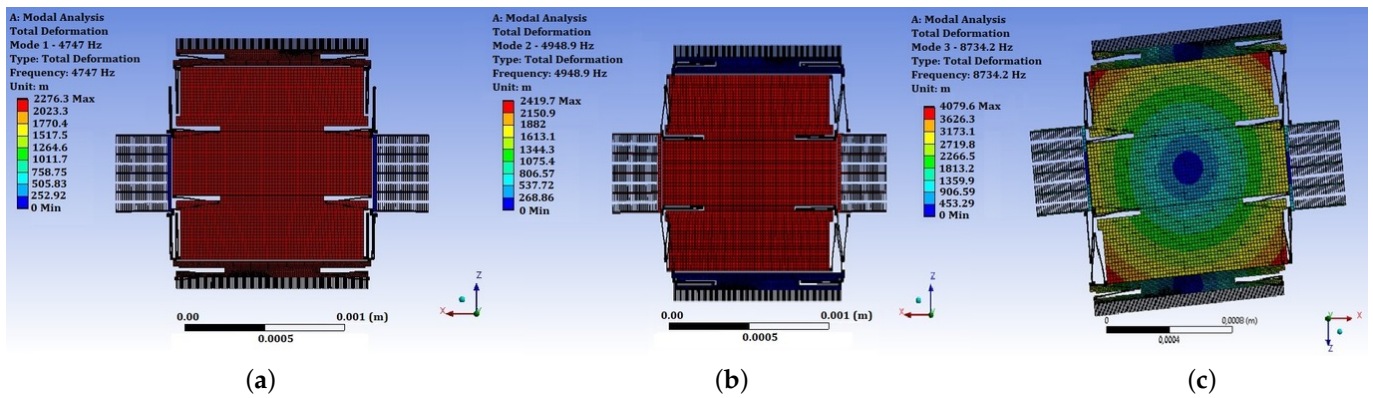 A: Modal Analysis
Total Deformation
Mode 1 - 4747 Hz
Type: Total Deformation
Frequency: 4747 Hz
Unit: m
2276.3 Max
2023.3
1770.4
1517.5
1264.6
1011.7
758.75
505.83
252.92
0 Min
0.00
0.001 (m)
0.0005
Z
X
Y
(a)
A: Modal Analysis
Total Deformation
Mode 2 - 4948.9 Hz
Type: Total Deformation
Frequency: 4948.9 Hz
Unit: m
2419.7 Max
2150.9
1882
1613.1
1344.3
1075.4
806.57
537.72
268.86
0 Min
0.00
0.001 (m)
0.0005
Z
X
Y
(b)
A: Modal Analysis
Total Deformation
Mode 3 - 8734.2 Hz
Type: Total Deformation
Frequency: 8734.2 Hz
Unit: m
4079.6 Max
3626.3
3173.1
2719.8
2266.5
1813.2
1359.9
906.59
453.29
0 Min
0
0,0008 (m)
0,0004
Y
X
Z
(c)